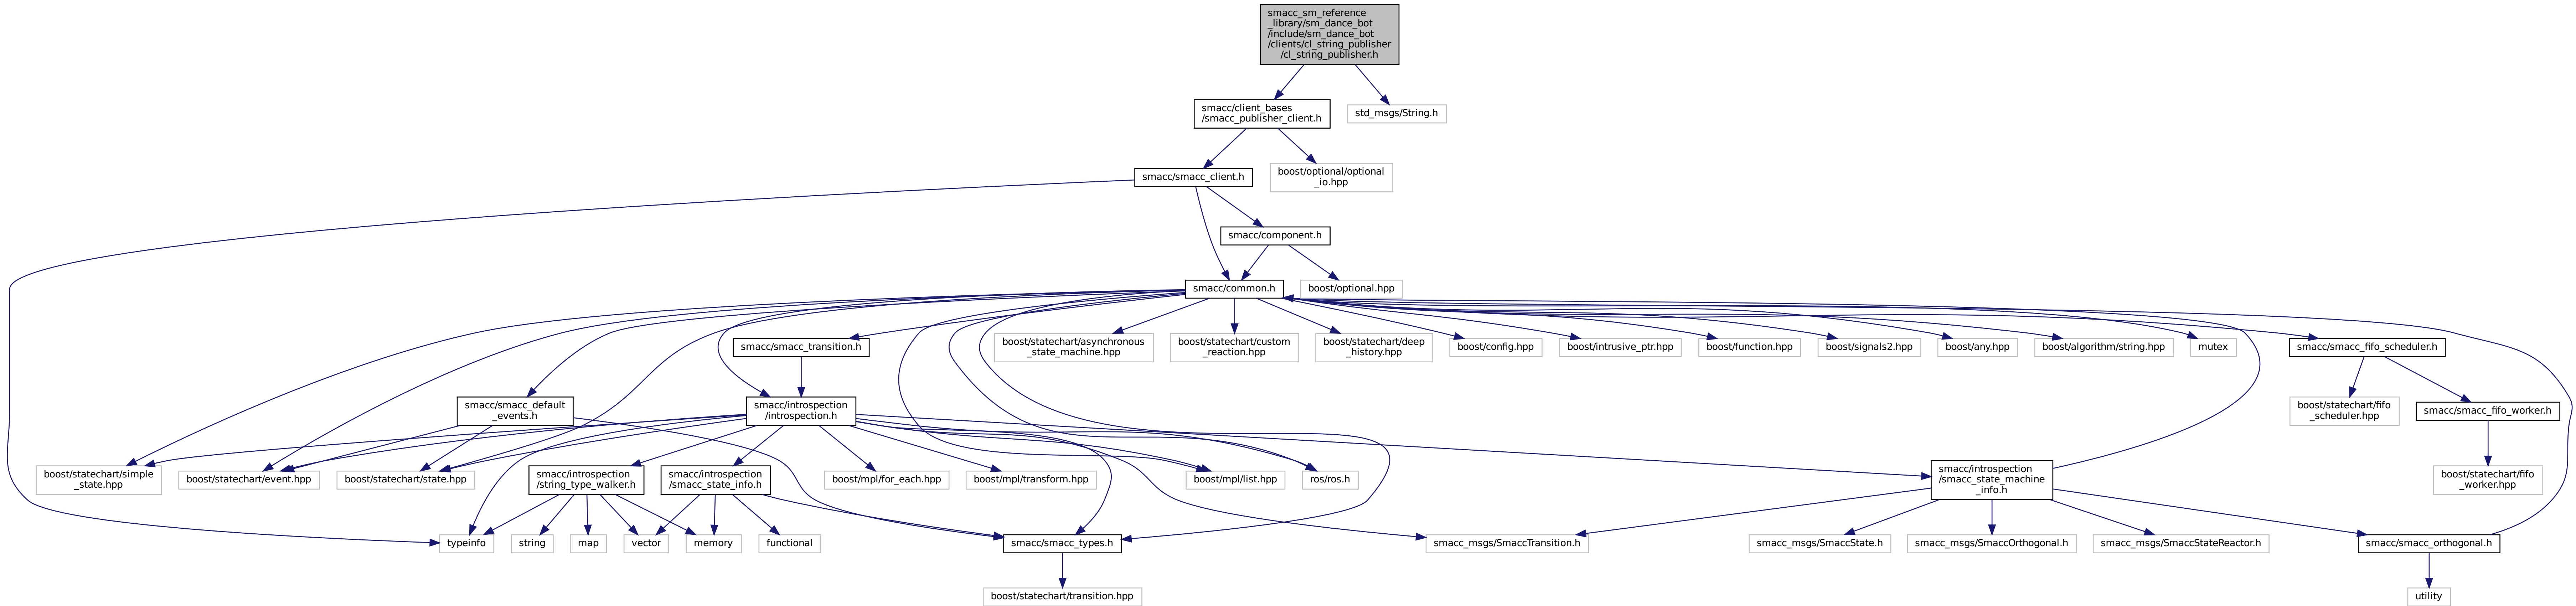 smacc_sm_reference
_library/sm_dance_bot
/include/sm_dance_bot
/clients/cl_string_publisher
/cl_string_publisher.h
smacc/client_bases
/smacc_publisher_client.h
std_msgs/String.h
smacc/smacc_client.h
boost/optional/optional
_io.hpp
smacc/component.h
smacc/common.h
boost/optional.hpp
smacc/smacc_transition.h
boost/statechart/asynchronous
_state_machine.hpp
boost/statechart/custom
_reaction.hpp
boost/statechart/deep
_history.hpp
boost/config.hpp
boost/intrusive_ptr.hpp
boost/function.hpp
boost/signals2.hpp
boost/any.hpp
boost/algorithm/string.hpp
mutex
smacc/smacc_fifo_scheduler.h
smacc/smacc_default
_events.h
smacc/introspection
/introspection.h
boost/statechart/fifo
_scheduler.hpp
smacc/smacc_fifo_worker.h
boost/statechart/simple
_state.hpp
boost/statechart/event.hpp
boost/statechart/state.hpp
smacc/introspection
/string_type_walker.h
smacc/introspection
/smacc_state_info.h
boost/mpl/for_each.hpp
boost/mpl/transform.hpp
boost/mpl/list.hpp
ros/ros.h
smacc/introspection
/smacc_state_machine
_info.h
boost/statechart/fifo
_worker.hpp
typeinfo
string
map
vector
memory
functional
smacc/smacc_types.h
smacc_msgs/SmaccTransition.h
smacc_msgs/SmaccState.h
smacc_msgs/SmaccOrthogonal.h
smacc_msgs/SmaccStateReactor.h
smacc/smacc_orthogonal.h
boost/statechart/transition.hpp
utility